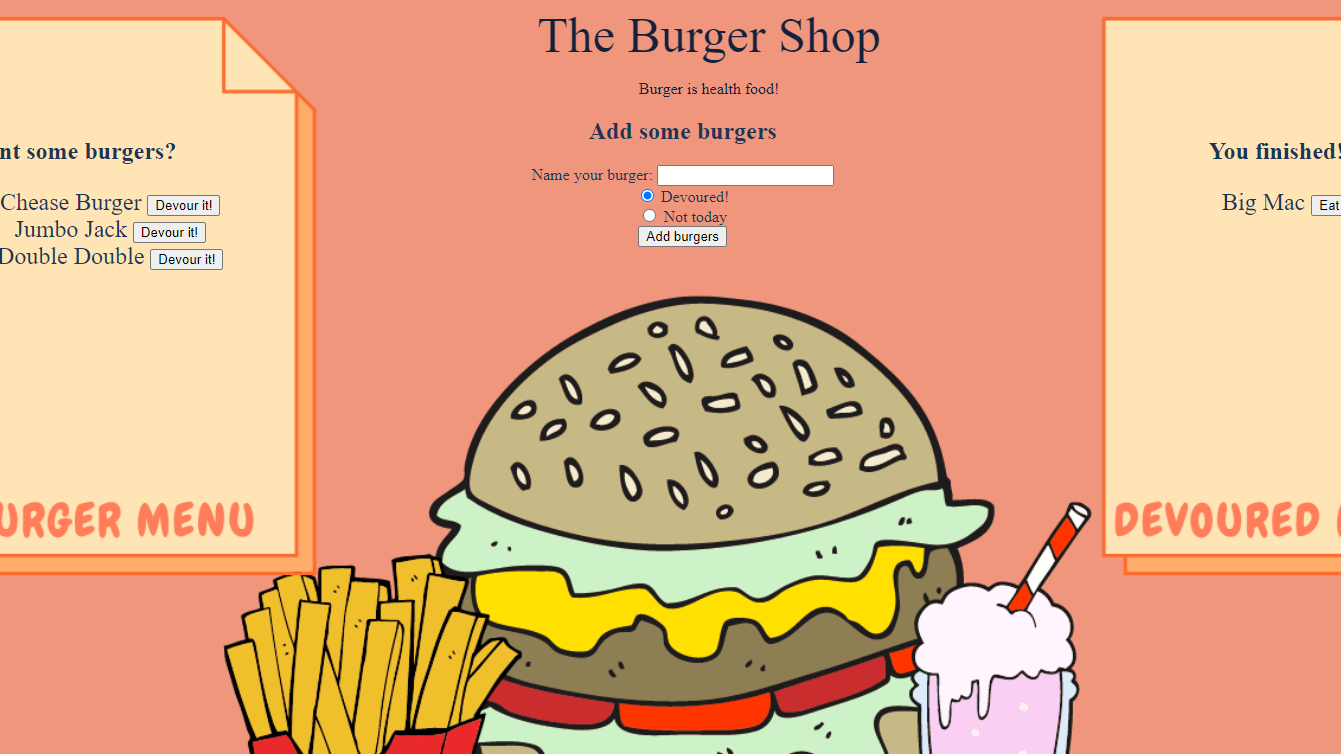 The Burger Shop
Burger is health food!
Add some burgers
Name your burger:
Devoured!
Not today
Add burgers
nt some burgers?
Chease Burger Devour it!
Jumbo Jack Devour it!
Double Double Devour it!
URGER MENU
You finished!
Big Mac Eat
DEVOURED